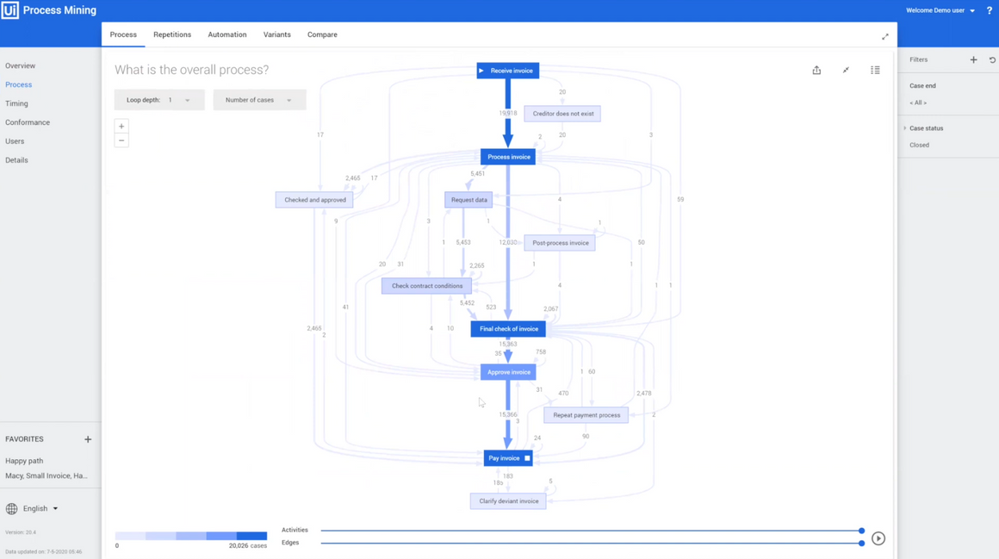 Ui Process Mining
Welcome Demo user
?
Process Repetitions Automation Variants Compare
Overview
Process
Timing
Conformance
Users
Details
What is the overall process?
Loop depth: 1
Number of cases
+
−
Filters
+
Case end
< All >
Case status
Closed
Receive invoice
20
19,918
Creditor does not exist
17
2
20
3
Process invoice
5,451
2,465
17
Checked and approved
Request data
4
59
9
3
1
1
1
5,453
12,030
Post-process invoice
50
20
31
2,265
1
1
Check contract conditions
4
1
1
5,452
523
41
2,067
2,465
2
4
10
Final check of invoice
15,363
35
758
Approve invoice
1
60
31
470
2,478
15,366
3
Repeat payment process
2
24
90
Pay invoice
183
185
5
Clarify deviant invoice
FAVORITES
+
Happy path
Macy, Small Invoice, Ha...
English
Version: 20.4
Data updated on: 7-5-2020 05:46
0
20,026 cases
Activities
Edges